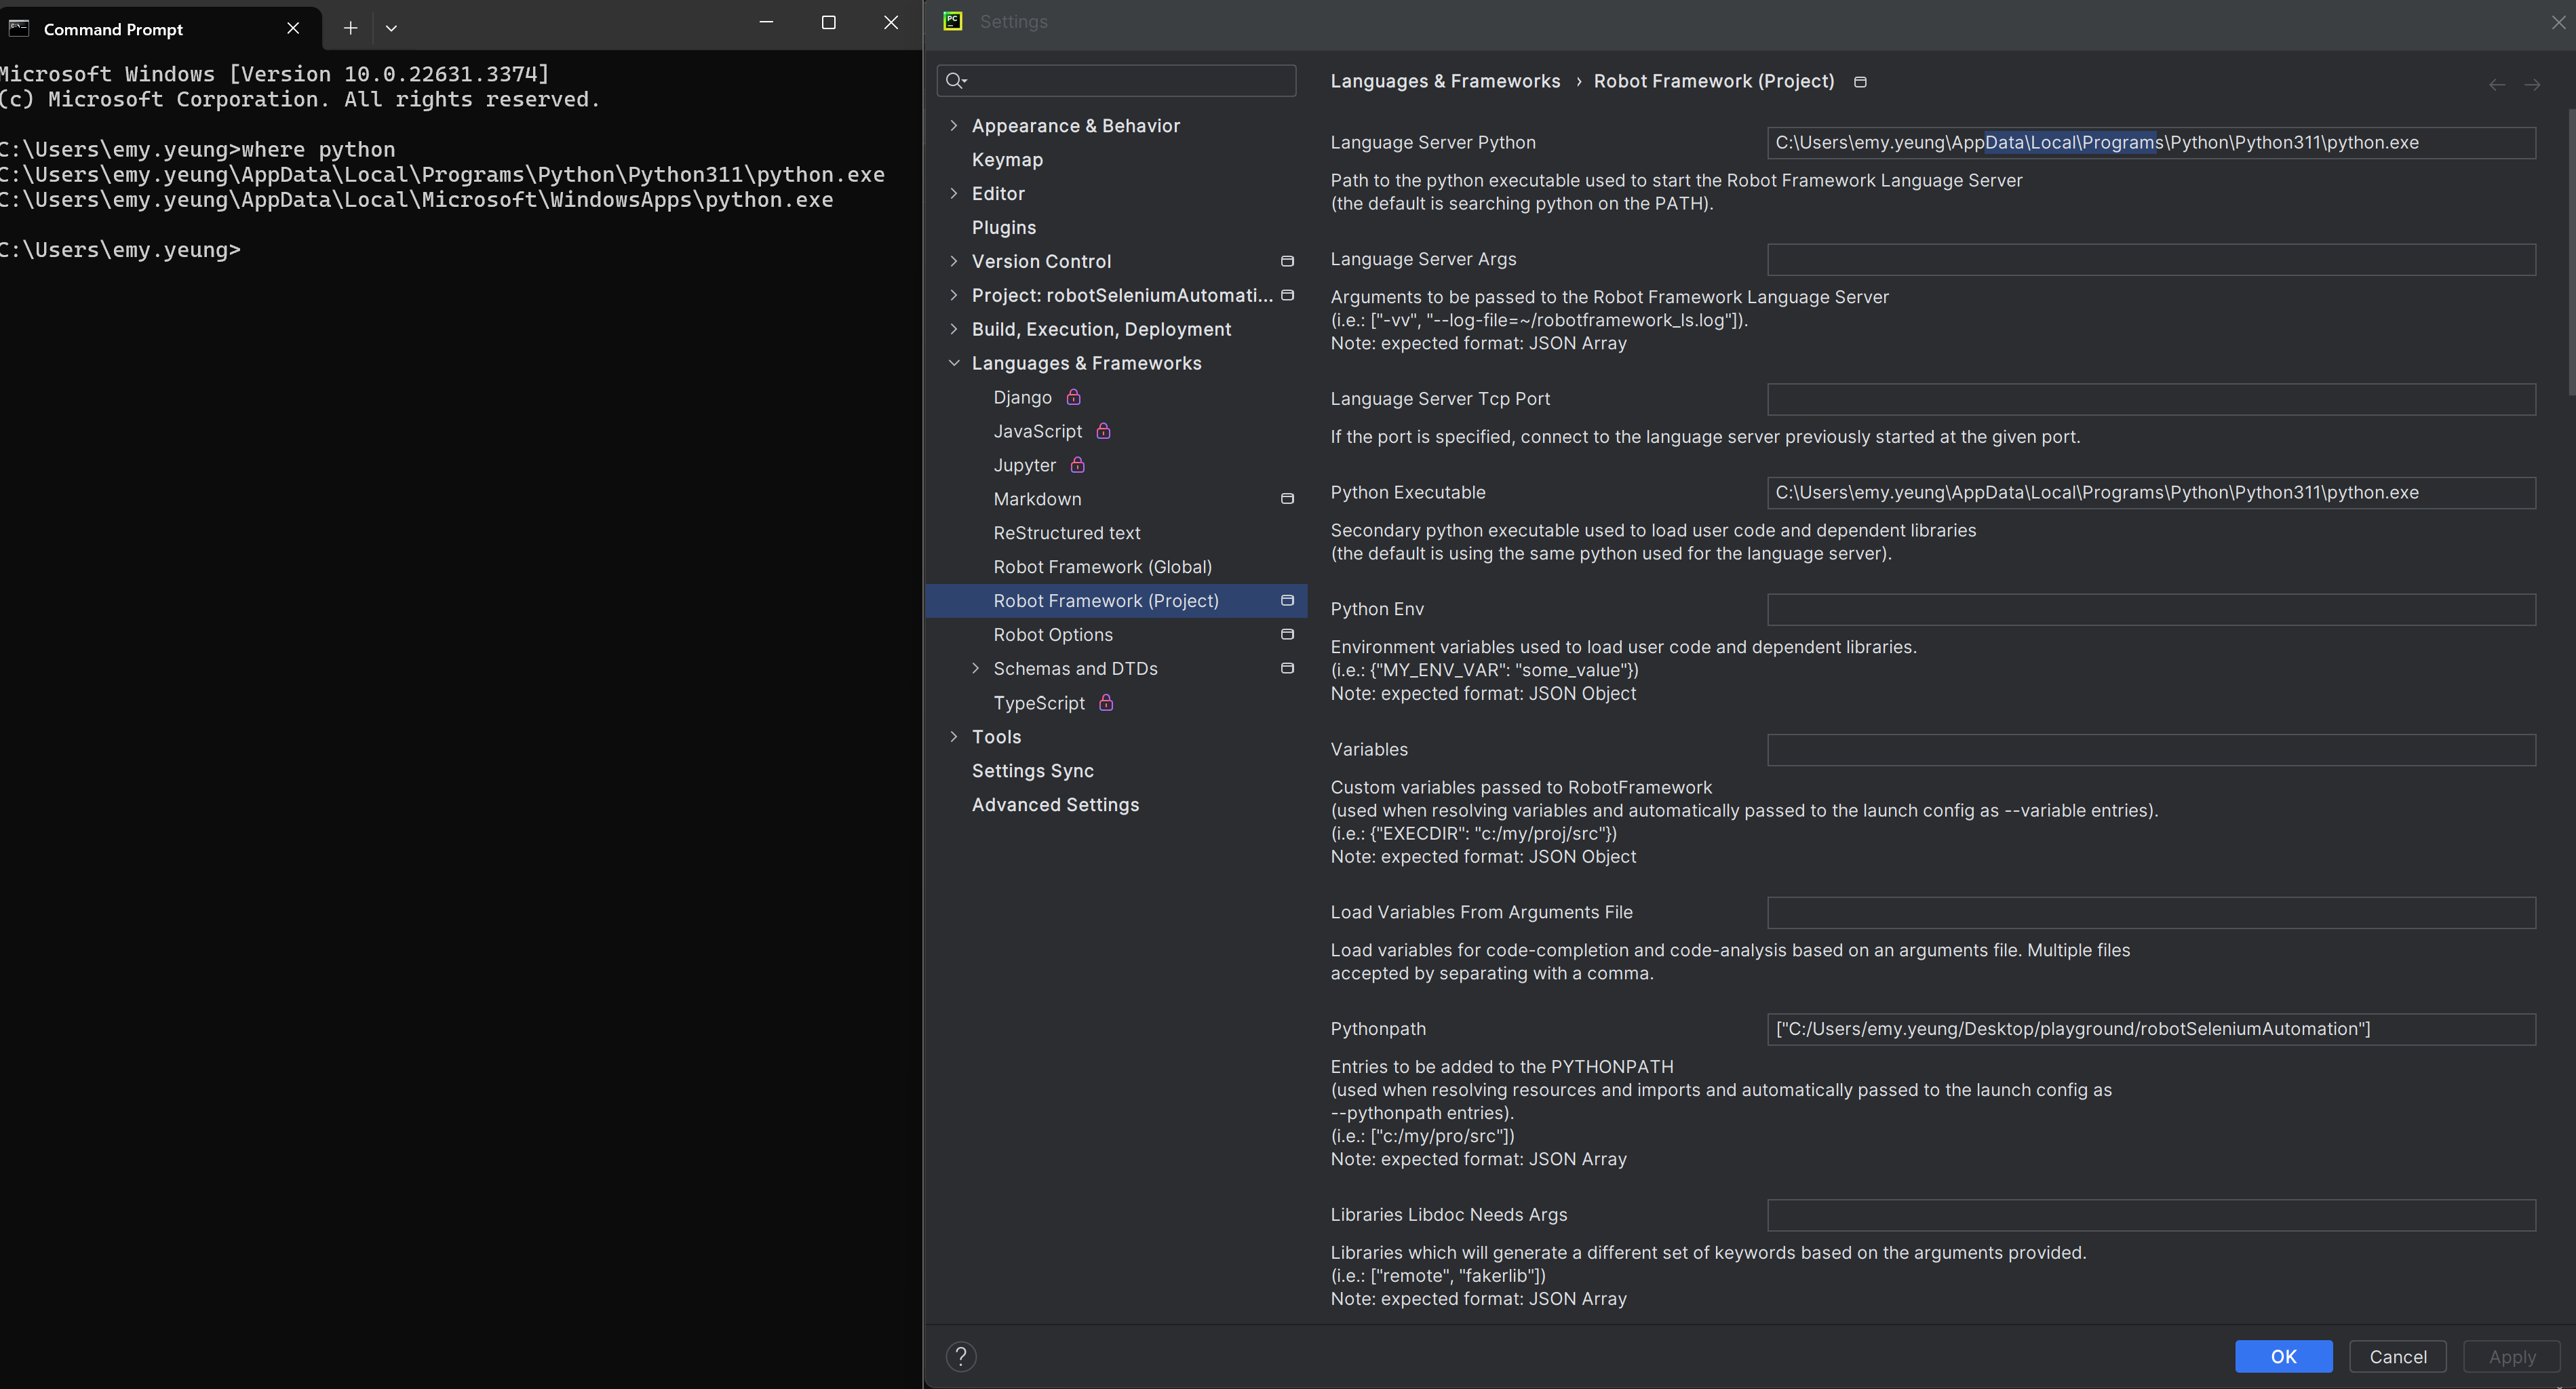 Command Prompt
Microsoft Windows [Version 10.0.22631.3374]
(c) Microsoft Corporation. All rights reserved.
C:\Users\emy.yeung>where python
C:\Users\emy.yeung\AppData\Local\Programs\Python\Python311\python.exe
C:\Users\emy.yeung\AppData\Local\Microsoft\WindowsApps\python.exe
C:\Users\emy.yeung>
PC
Settings
Appearance & Behavior
Keymap
Editor
Plugins
Version Control
Project: robotSeleniumAutomati...
Build, Execution, Deployment
Languages & Frameworks
Django
JavaScript
Jupyter
Markdown
ReStructured text
Robot Framework (Global)
Robot Framework (Project)
Robot Options
Schemas and DTDs
TypeScript
Tools
Settings Sync
Advanced Settings
Languages & Frameworks › Robot Framework (Project)
Language Server Python C:\Users\emy.yeung\AppData\Local\Programs\Python\Python311\python.exe
Path to the python executable used to start the Robot Framework Language Server
(the default is searching python on the PATH).
Language Server Args
Arguments to be passed to the Robot Framework Language Server
(i.e.: ["-vv", "--log-file=~/robotframework_ls.log"]).
Note: expected format: JSON Array
Language Server Tcp Port
If the port is specified, connect to the language server previously started at the given port.
Python Executable C:\Users\emy.yeung\AppData\Local\Programs\Python\Python311\python.exe
Secondary python executable used to load user code and dependent libraries
(the default is using the same python used for the language server).
Python Env
Environment variables used to load user code and dependent libraries.
(i.e.: {"MY_ENV_VAR": "some_value"})
Note: expected format: JSON Object
Variables
Custom variables passed to RobotFramework
(used when resolving variables and automatically passed to the launch config as --variable entries).
(i.e.: {"EXECDIR": "c:/my/proj/src"})
Note: expected format: JSON Object
Load Variables From Arguments File
Load variables for code-completion and code-analysis based on an arguments file. Multiple files
accepted by separating with a comma.
Pythonpath ["C:/Users/emy.yeung/Desktop/playground/robotSeleniumAutomation"]
Entries to be added to the PYTHONPATH
(used when resolving resources and imports and automatically passed to the launch config as
--pythonpath entries).
(i.e.: ["c:/my/pro/src"])
Note: expected format: JSON Array
Libraries Libdoc Needs Args
Libraries which will generate a different set of keywords based on the arguments provided.
(i.e.: ["remote", "fakerlib"])
Note: expected format: JSON Array
?
OK
Cancel
Apply